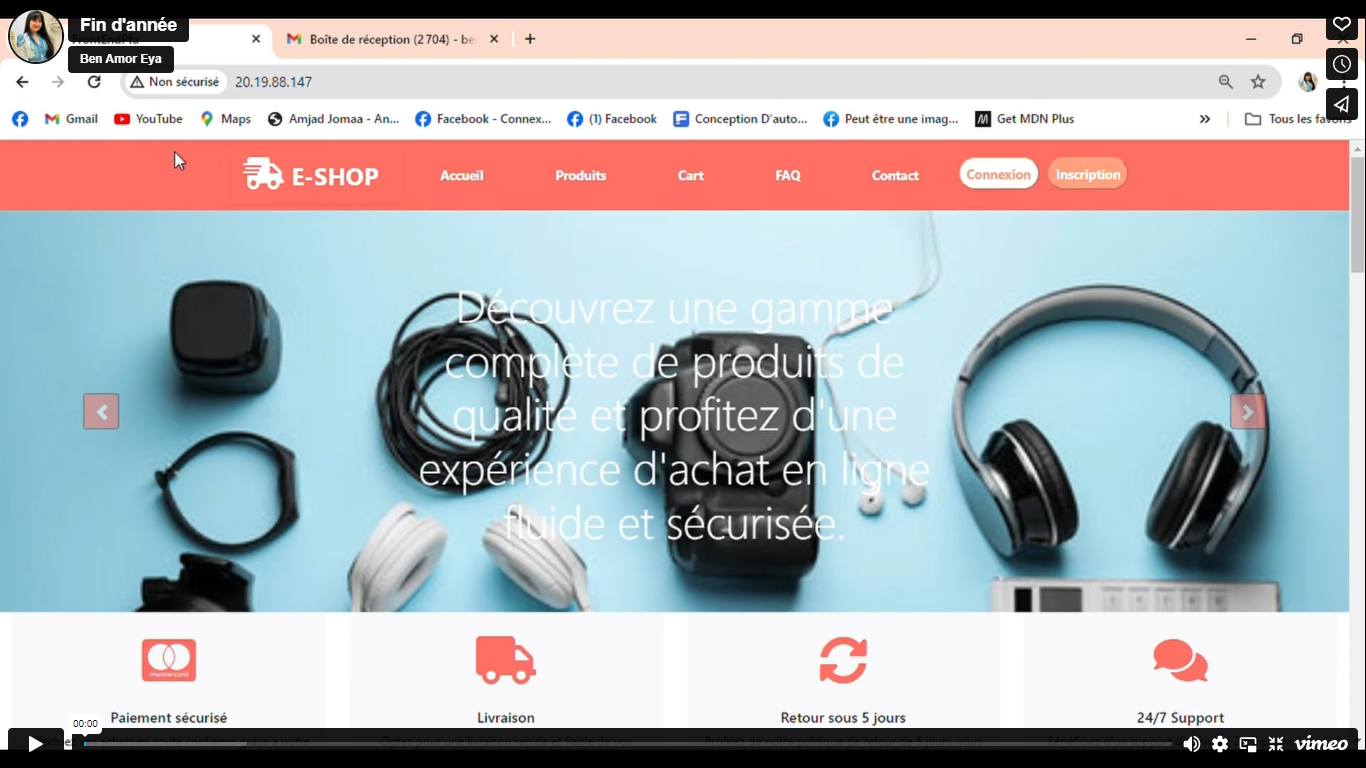 Fin d'année
Ben Amor Eya
Boîte de réception (2 704) - be
Non sécurisé
20.19.88.147
Gmail
YouTube
Maps
Amjad Jomaa - An...
Facebook - Connex...
(1) Facebook
Conception D'auto...
Peut être une imag...
Get MDN Plus
Tous les favoris
E-SHOP
Accueil
Produits
Cart
FAQ
Contact
Connexion
Inscription
Découvrez une gamme
complète de produits de
qualité et profitez d'une
expérience d'achat en ligne
fluide et sécurisée.
mastercard
Paiement sécurisé
Livraison
Retour sous 5 jours
24/7 Support
00:00
vimeo